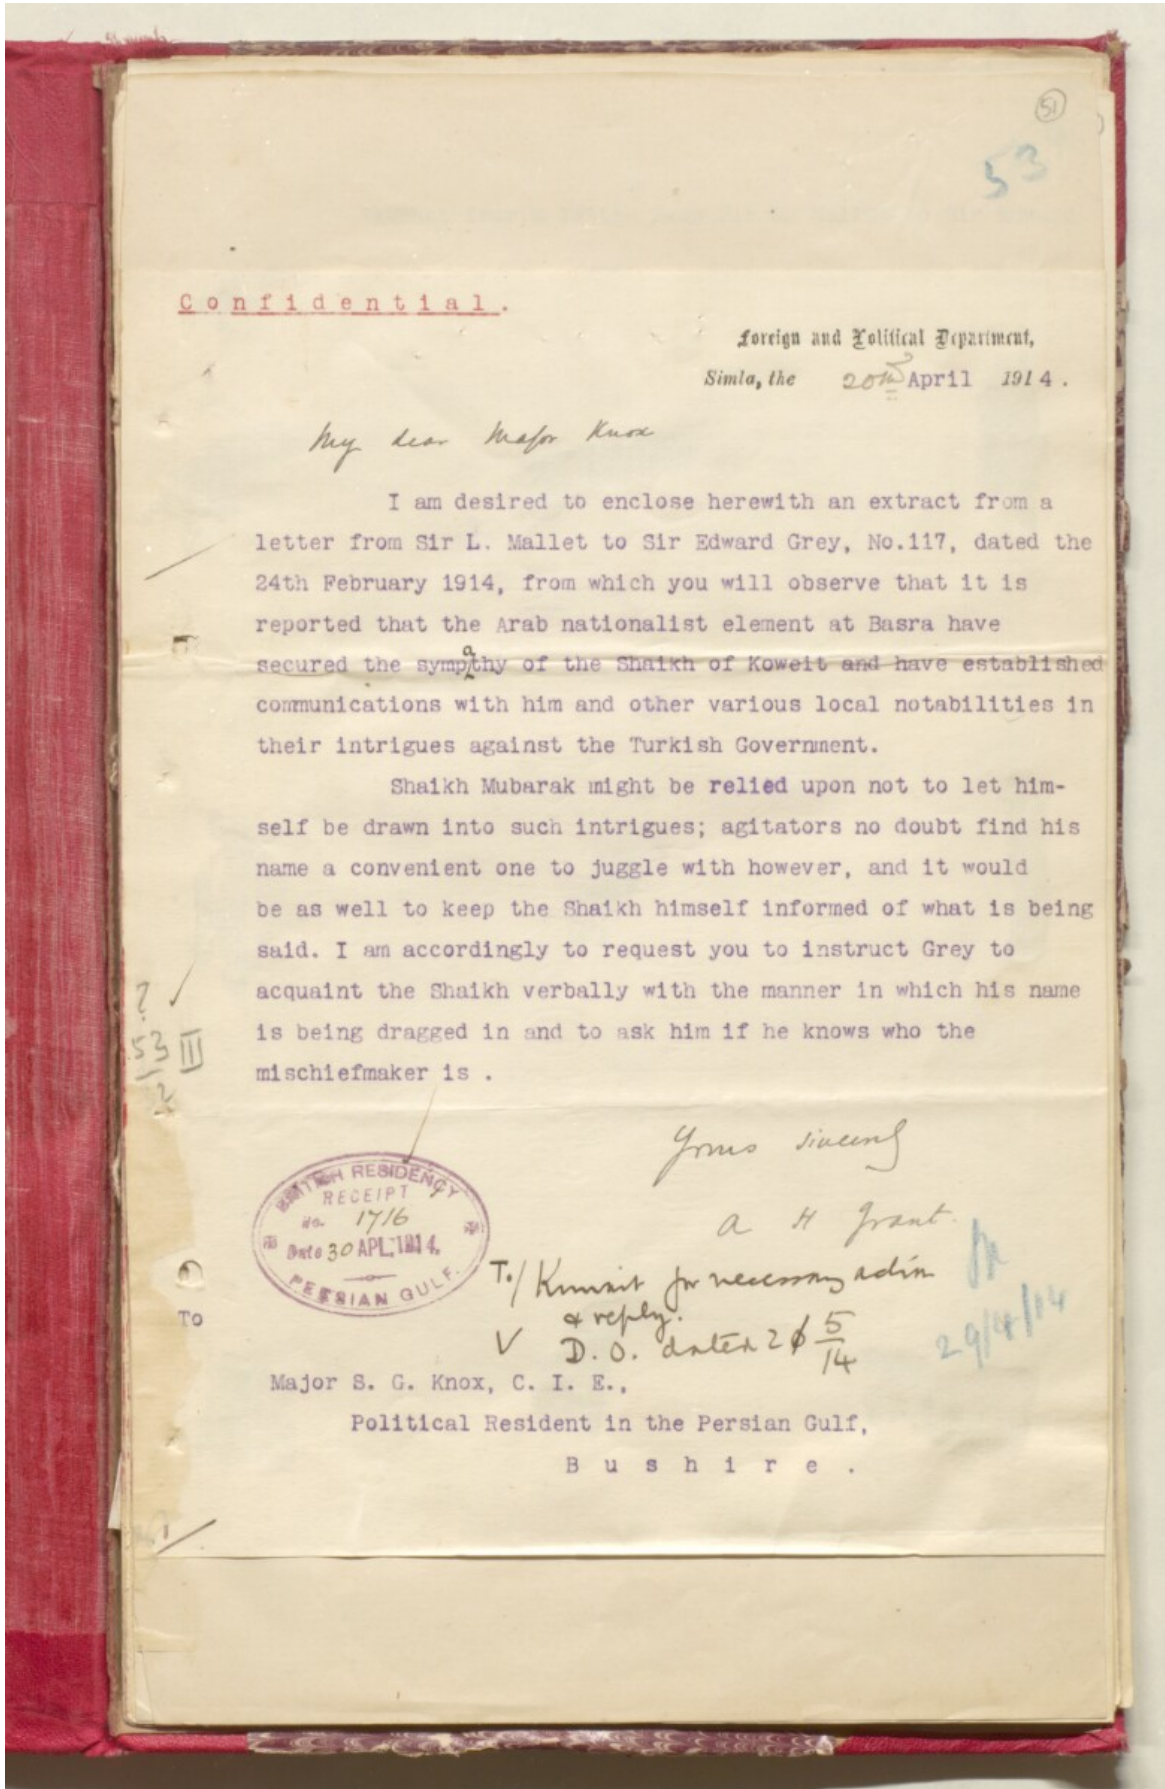 51
53
Confidential.
Foreign and Political Department,
Simla, the 20th April 1914.
My dear Major Knox
I am desired to enclose herewith an extract from a
letter from Sir L. Mallet to Sir Edward Grey, No.117, dated the
24th February 1914, from which you will observe that it is
reported that the Arab nationalist element at Basra have
secured the sympathy of the Shaikh of Koweit and have established
communications with him and other various local notabilities in
their intrigues against the Turkish Government.
Shaikh Mubarak might be relied upon not to let him-
self be drawn into such intrigues; agitators no doubt find his
name a convenient one to juggle with however, and it would
be as well to keep the Shaikh himself informed of what is being
said. I am accordingly to request you to instruct Grey to
acquaint the Shaikh verbally with the manner in which his name
is being dragged in and to ask him if he knows who the
mischiefmaker is .
?
53 III
2
Yours sincerely
A H Grant.
BRITISH RESIDENCY
RECEIPT
No. 1716
Date 30 APL. 1914.
PERSIAN GULF.
To/ Kuwait for necessary action
& reply.
V D. O. dated 2 5/14
29/4/14
To
Major S. G. Knox, C. I. E.,
Political Resident in the Persian Gulf,
Bushire.